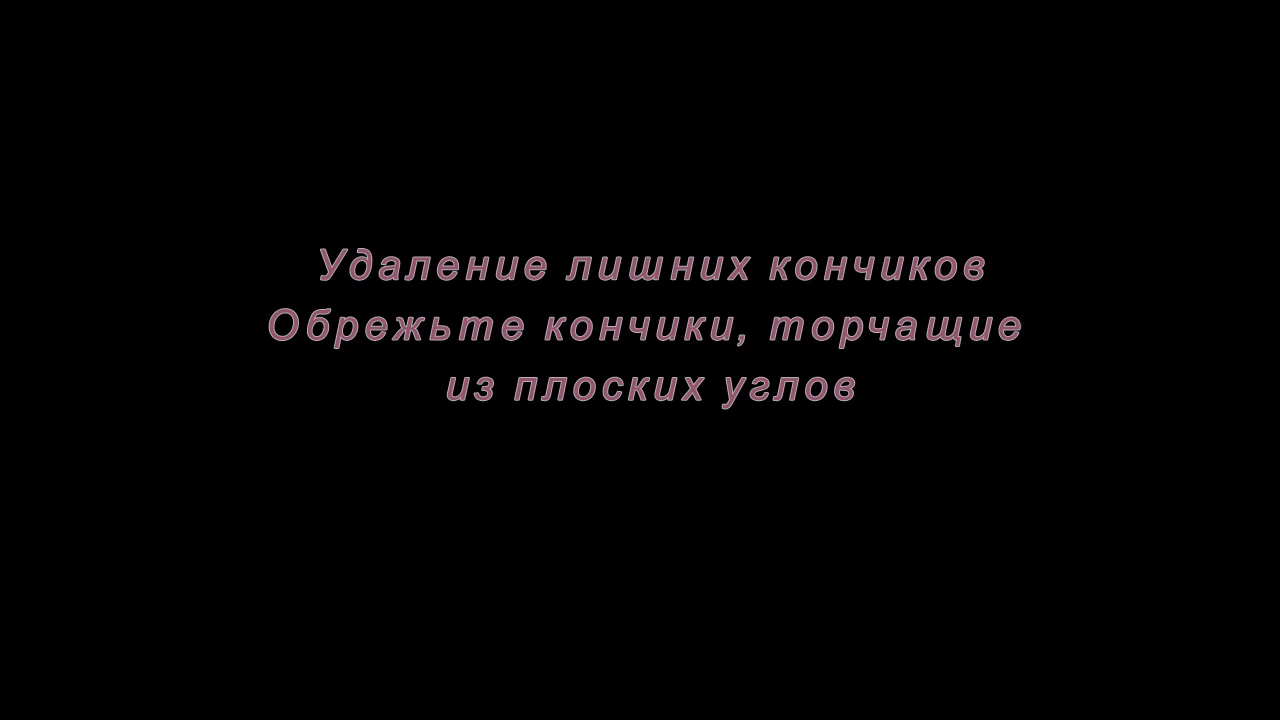 Удаление лишних кончиков
Обрежьте кончики, торчащие
из плоских углов